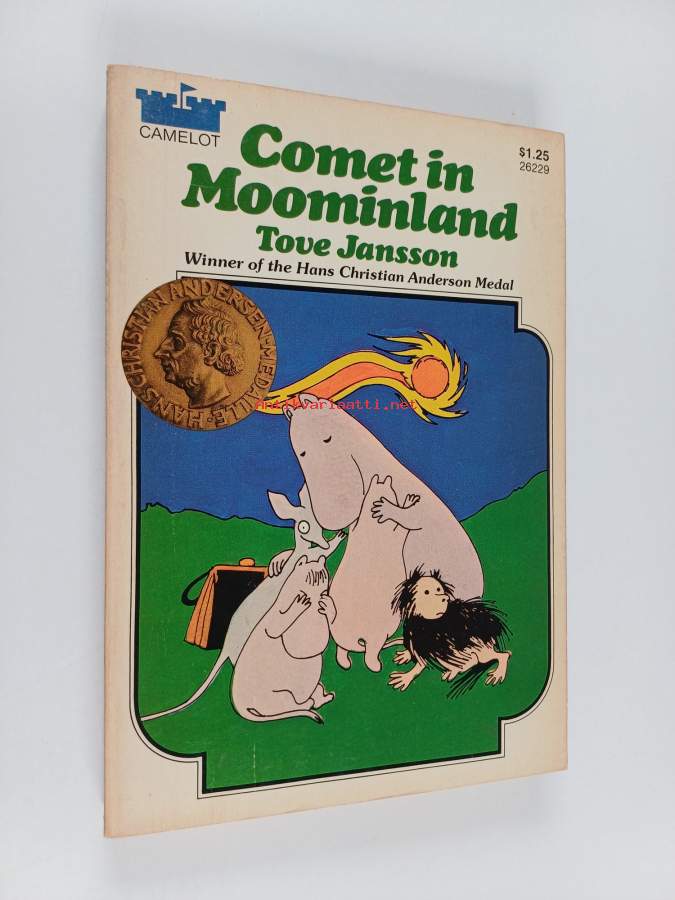 CAMELOT
Comet in
Moominland
Tove Jansson
Winner of the Hans Christian Anderson Medal
$1.25
26229
HANS CHRISTIAN ANDERSEN-MEDAILLE
Antikvariaatti.net